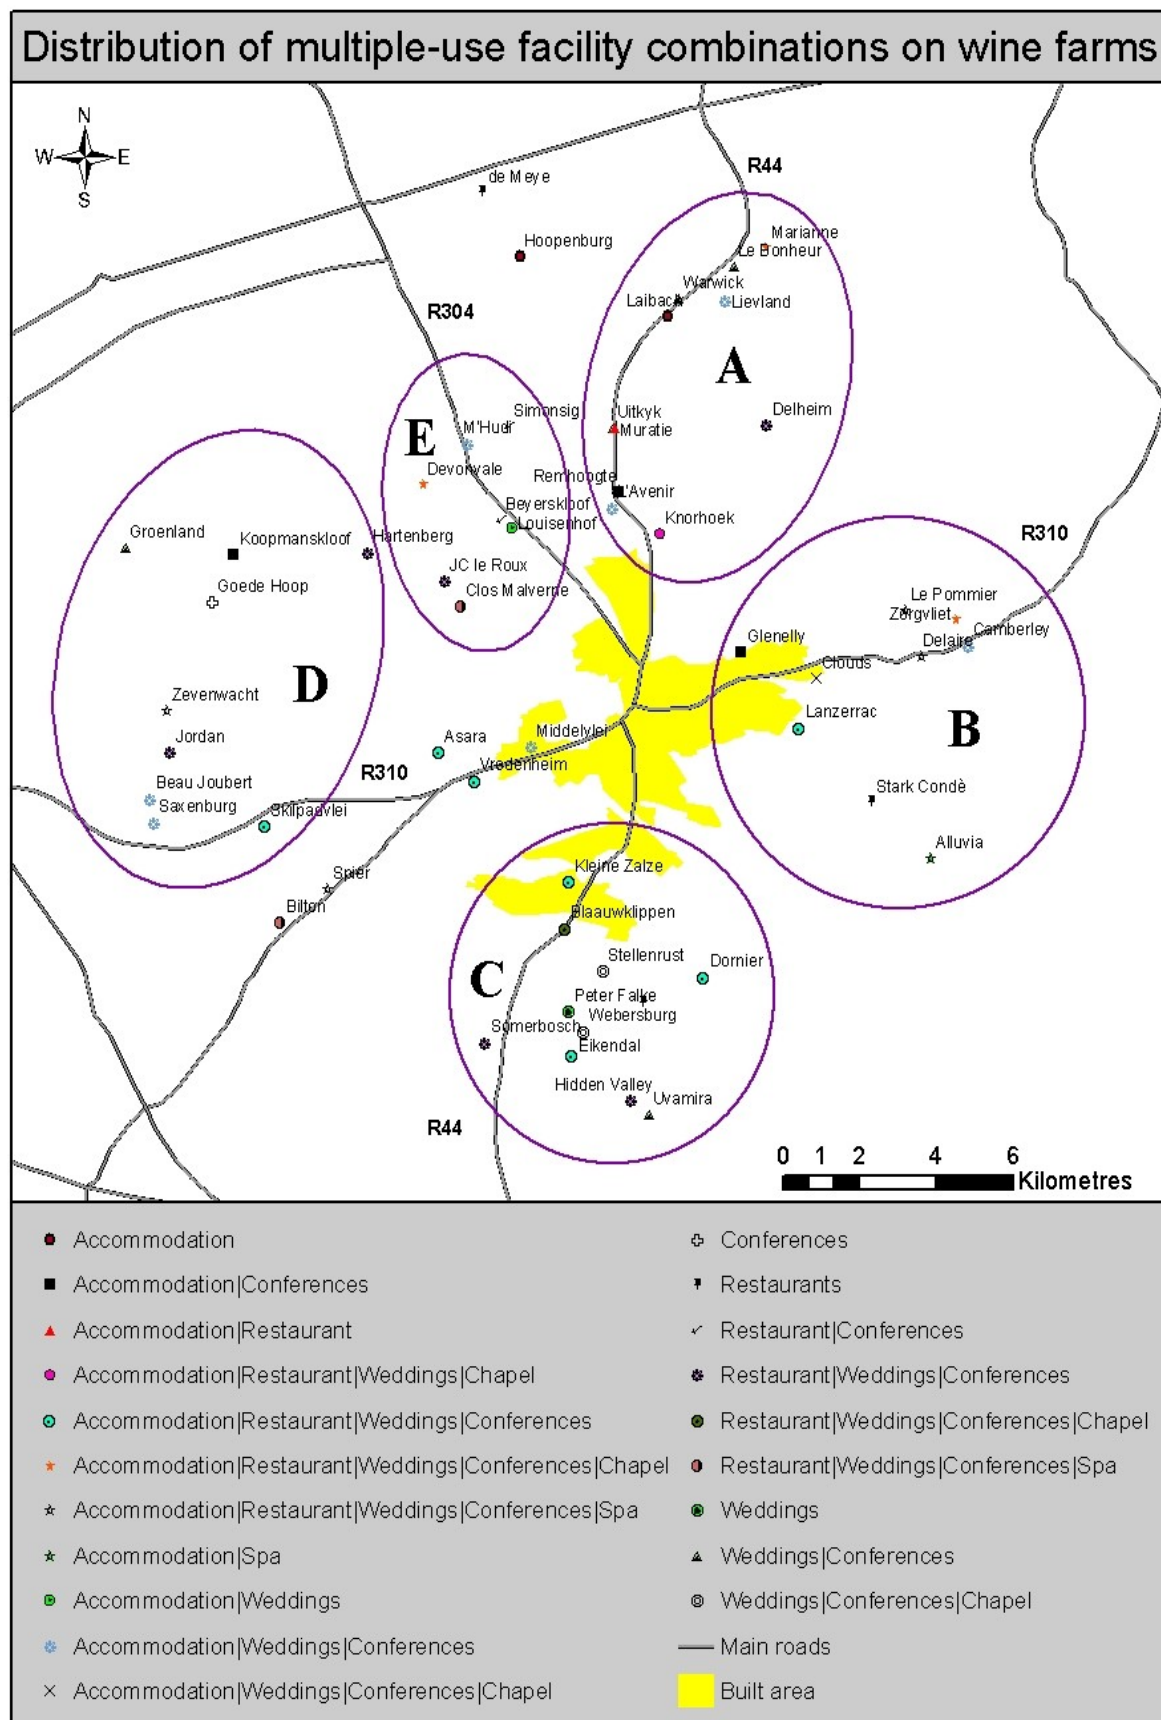 Distribution of multiple-use facility combinations on wine farms
N
W E
S
de Meye
R44
Hoopenburg
Marianne
Le Bonheur
Warwick
Laibach
Lievland
R304
A
Simonsig
Uitkyk
Delheim
E
M'Hudi
Muratie
Devonvale
Remhoogte
L'Avenir
Beyerskloof
Louisenhof
Knorhoek
R310
Groenland
Koopmanskloof
Hartenberg
JC le Roux
Clos Malverne
Goede Hoop
Le Pommier
Zorgvliet
Camberley
Glenelly
Delaire
Clouds
D
Zevenwacht
Lanzerrac
Jordan
Asara
Middelvlei
B
R310
Vredenheim
Beau Joubert
Saxenburg
Skilpadvlei
Stark Condè
Alluvia
Kleine Zalze
Spier
Bilton
Blaauwklippen
Stellenrust
Dornier
C
Peter Falke
Webersburg
Somerbosch
Eikendal
Hidden Valley
Uvamira
R44
0 1 2 4 6
Kilometres
Accommodation
Accommodation|Conferences
Accommodation|Restaurant
Accommodation|Restaurant|Weddings|Chapel
Accommodation|Restaurant|Weddings|Conferences
Accommodation|Restaurant|Weddings|Conferences|Chapel
Accommodation|Restaurant|Weddings|Conferences|Spa
Accommodation|Spa
Accommodation|Weddings
Accommodation|Weddings|Conferences
Accommodation|Weddings|Conferences|Chapel
Conferences
Restaurants
Restaurant|Conferences
Restaurant|Weddings|Conferences
Restaurant|Weddings|Conferences|Chapel
Restaurant|Weddings|Conferences|Spa
Weddings
Weddings|Conferences
Weddings|Conferences|Chapel
Main roads
Built area